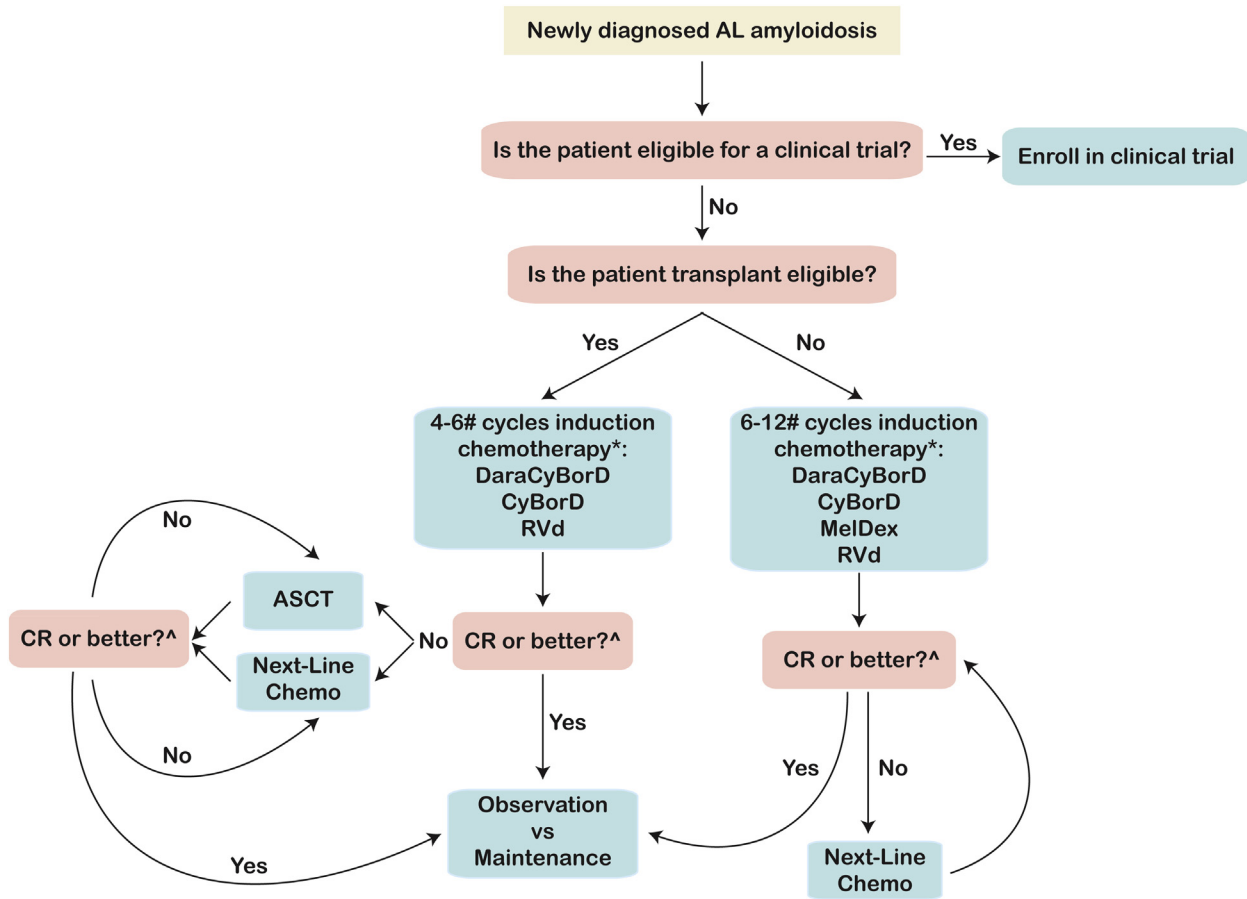 Newly diagnosed AL amyloidosis
Is the patient eligible for a clinical trial?
Yes
Enroll in clinical trial
No
Is the patient transplant eligible?
Yes
No
4-6# cycles induction
chemotherapy*:
DaraCyBorD
CyBorD
RVd
6-12# cycles induction
chemotherapy*:
DaraCyBorD
CyBorD
MelDex
RVd
No
ASCT
CR or better?^
No
CR or better?^
CR or better?^
Next-Line
Chemo
No
Yes
Yes
No
Observation
vs
Maintenance
Yes
Next-Line
Chemo